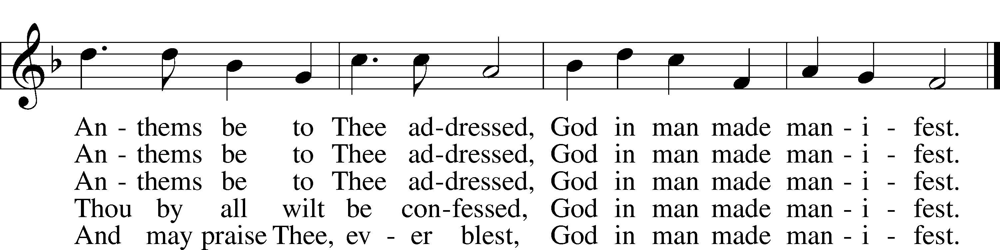 An - thems be to Thee ad-dressed, God in man made man - i - fest.
An - thems be to Thee ad-dressed, God in man made man - i - fest.
An - thems be to Thee ad-dressed, God in man made man - i - fest.
Thou by all wilt be con-fessed, God in man made man - i - fest.
And may praise Thee, ev - er blest, God in man made man - i - fest.